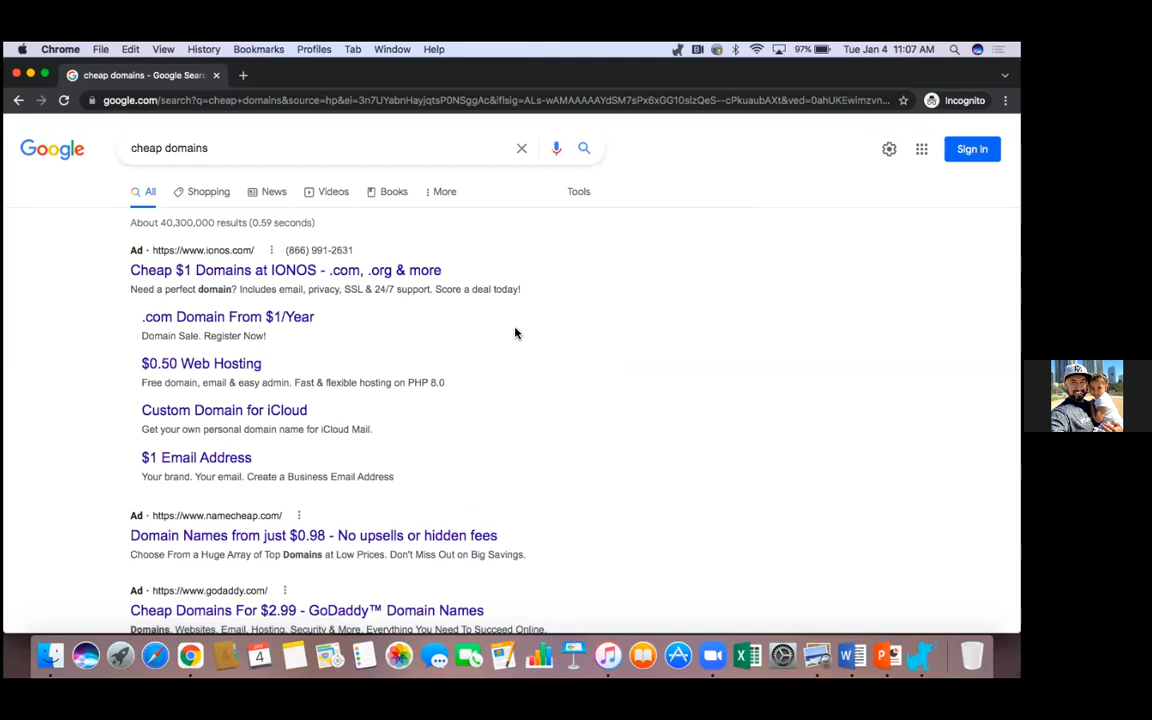 Chrome File Edit View History Bookmarks Profiles Tab Window Help 97% Tue Jan 4 11:07 AM
cheap domains - Google Sear
google.com/search?q=cheap+domains&source=hp&ei=3n7UYabnHayjqtsP0NSggAc&iflsig=ALs-wAMAAAAAYdSM7sPx6xGG10slzQeS--cPkuaubAXt&ved=0ahUKEwimzvn... Incognito
Google cheap domains Sign in
All Shopping News Videos Books More Tools
About 40,300,000 results (0.59 seconds)
Ad · https://www.ionos.com/ (866) 991-2631
Cheap $1 Domains at IONOS - .com, .org & more
Need a perfect domain? Includes email, privacy, SSL & 24/7 support. Score a deal today!
.com Domain From $1/Year
Domain Sale. Register Now!
$0.50 Web Hosting
Free domain, email & easy admin. Fast & flexible hosting on PHP 8.0
Custom Domain for iCloud
Get your own personal domain name for iCloud Mail.
$1 Email Address
Your brand. Your email. Create a Business Email Address
Ad · https://www.namecheap.com/
Domain Names from just $0.98 - No upsells or hidden fees
Choose From a Huge Array of Top Domains at Low Prices. Don't Miss Out on Big Savings.
Ad · https://www.godaddy.com/
Cheap Domains For $2.99 - GoDaddy™ Domain Names
Domains, Websites, Email, Hosting, Security & More. Everything You Need To Succeed Online.
4